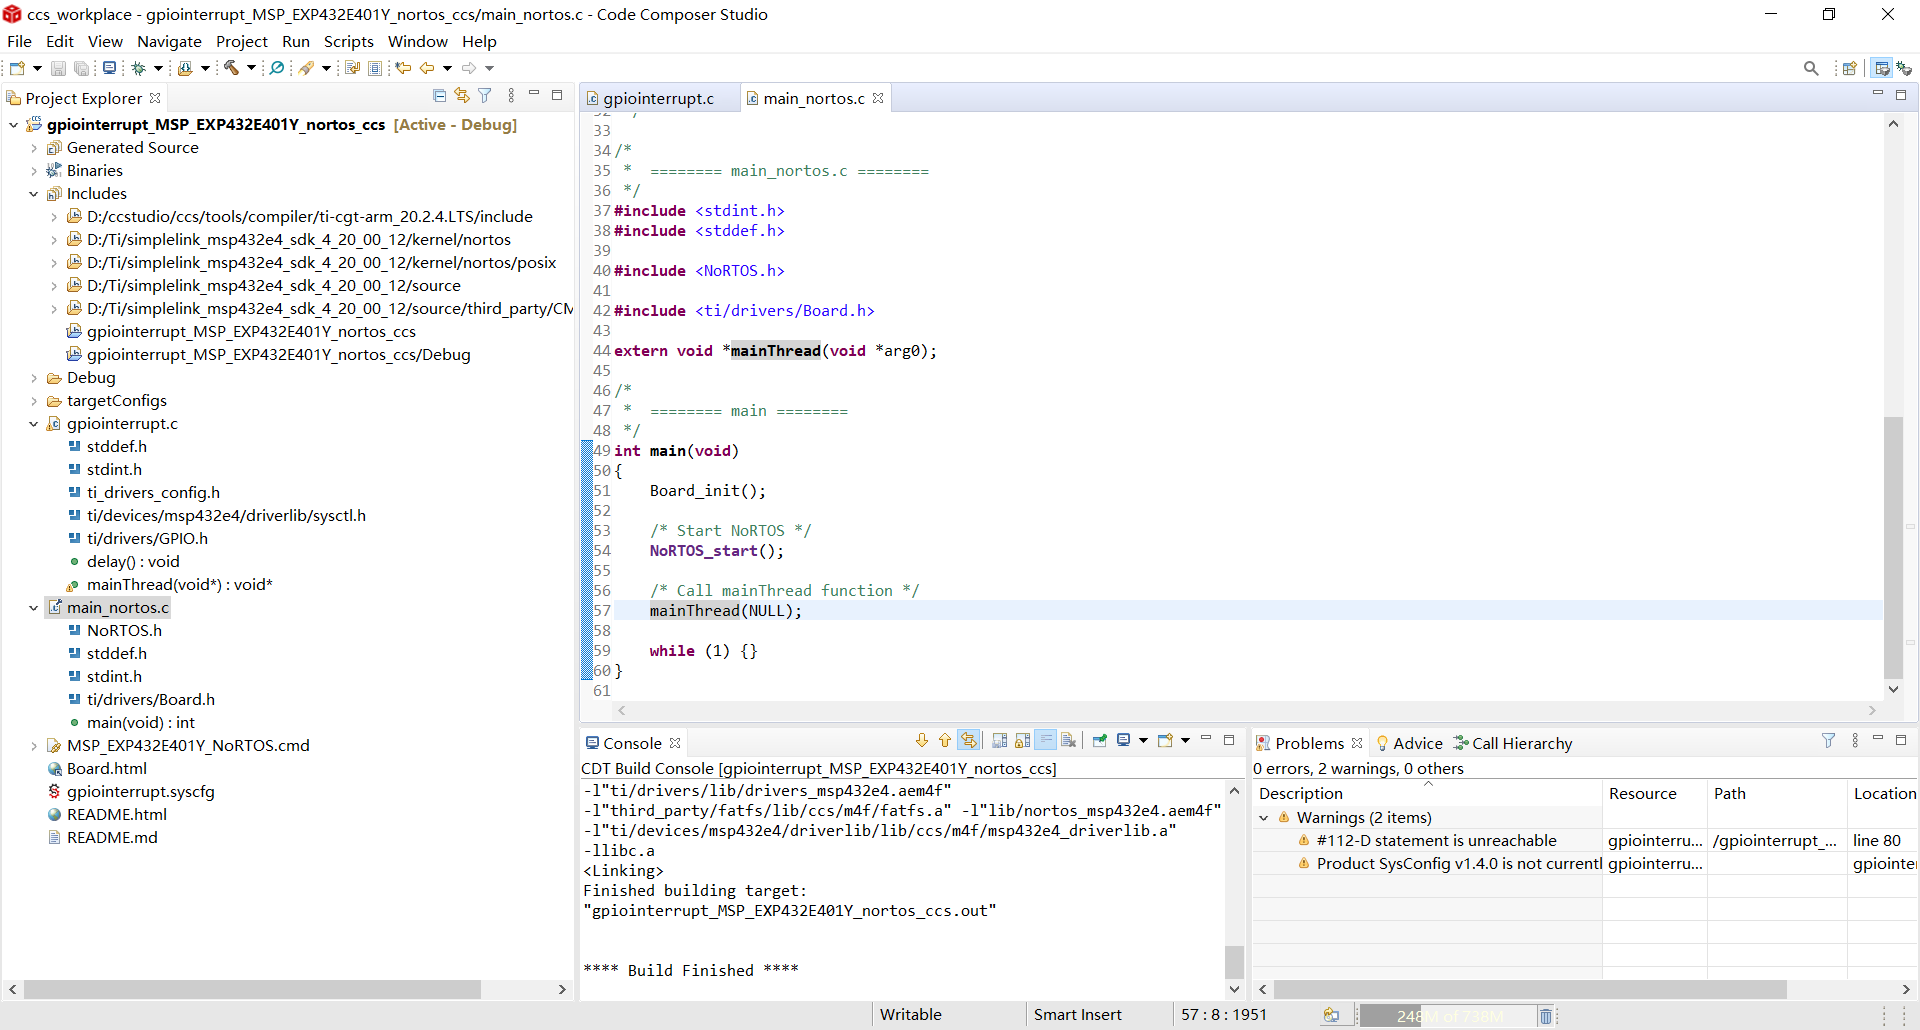 ccs_workplace - gpiointerrupt_MSP_EXP432E401Y_nortos_ccs/main_nortos.c - Code Composer Studio
File Edit View Navigate Project Run Scripts Window Help
Project Explorer
gpiointerrupt_MSP_EXP432E401Y_nortos_ccs [Active - Debug]
Generated Source
Binaries
Includes
D:/ccstudio/ccs/tools/compiler/ti-cgt-arm_20.2.4.LTS/include
D:/Ti/simplelink_msp432e4_sdk_4_20_00_12/kernel/nortos
D:/Ti/simplelink_msp432e4_sdk_4_20_00_12/kernel/nortos/posix
D:/Ti/simplelink_msp432e4_sdk_4_20_00_12/source
D:/Ti/simplelink_msp432e4_sdk_4_20_00_12/source/third_party/CM
gpiointerrupt_MSP_EXP432E401Y_nortos_ccs
gpiointerrupt_MSP_EXP432E401Y_nortos_ccs/Debug
Debug
targetConfigs
gpiointerrupt.c
stddef.h
stdint.h
ti_drivers_config.h
ti/devices/msp432e4/driverlib/sysctl.h
ti/drivers/GPIO.h
delay() : void
mainThread(void*) : void*
main_nortos.c
NoRTOS.h
stddef.h
stdint.h
ti/drivers/Board.h
main(void) : int
MSP_EXP432E401Y_NoRTOS.cmd
Board.html
gpiointerrupt.syscfg
README.html
README.md
gpiointerrupt.c main_nortos.c
32 */
33
34 /*
35 * ======== main_nortos.c ========
36 */
37 #include <stdint.h>
38 #include <stddef.h>
39
40 #include <NoRTOS.h>
41
42 #include <ti/drivers/Board.h>
43
44 extern void *mainThread(void *arg0);
45
46 /*
47 * ======== main ========
48 */
49 int main(void)
50 {
51 Board_init();
52
53 /* Start NoRTOS */
54 NoRTOS_start();
55
56 /* Call mainThread function */
57 mainThread(NULL);
58
59 while (1) {}
60 }
61
Console
CDT Build Console [gpiointerrupt_MSP_EXP432E401Y_nortos_ccs]
-l"ti/drivers/lib/drivers_msp432e4.aem4f"
-l"third_party/fatfs/lib/ccs/m4f/fatfs.a" -l"lib/nortos_msp432e4.aem4f"
-l"ti/devices/msp432e4/driverlib/lib/ccs/m4f/msp432e4_driverlib.a"
-llibc.a
<Linking>
Finished building target:
"gpiointerrupt_MSP_EXP432E401Y_nortos_ccs.out"
**** Build Finished ****
Problems Advice Call Hierarchy
0 errors, 2 warnings, 0 others
Description Resource Path Location
Warnings (2 items)
#112-D statement is unreachable gpiointerru... /gpiointerrupt_... line 80
Product SysConfig v1.4.0 is not currentl gpiointerru... gpiointer
Writable Smart Insert 57 : 8 : 1951 248M of 738M